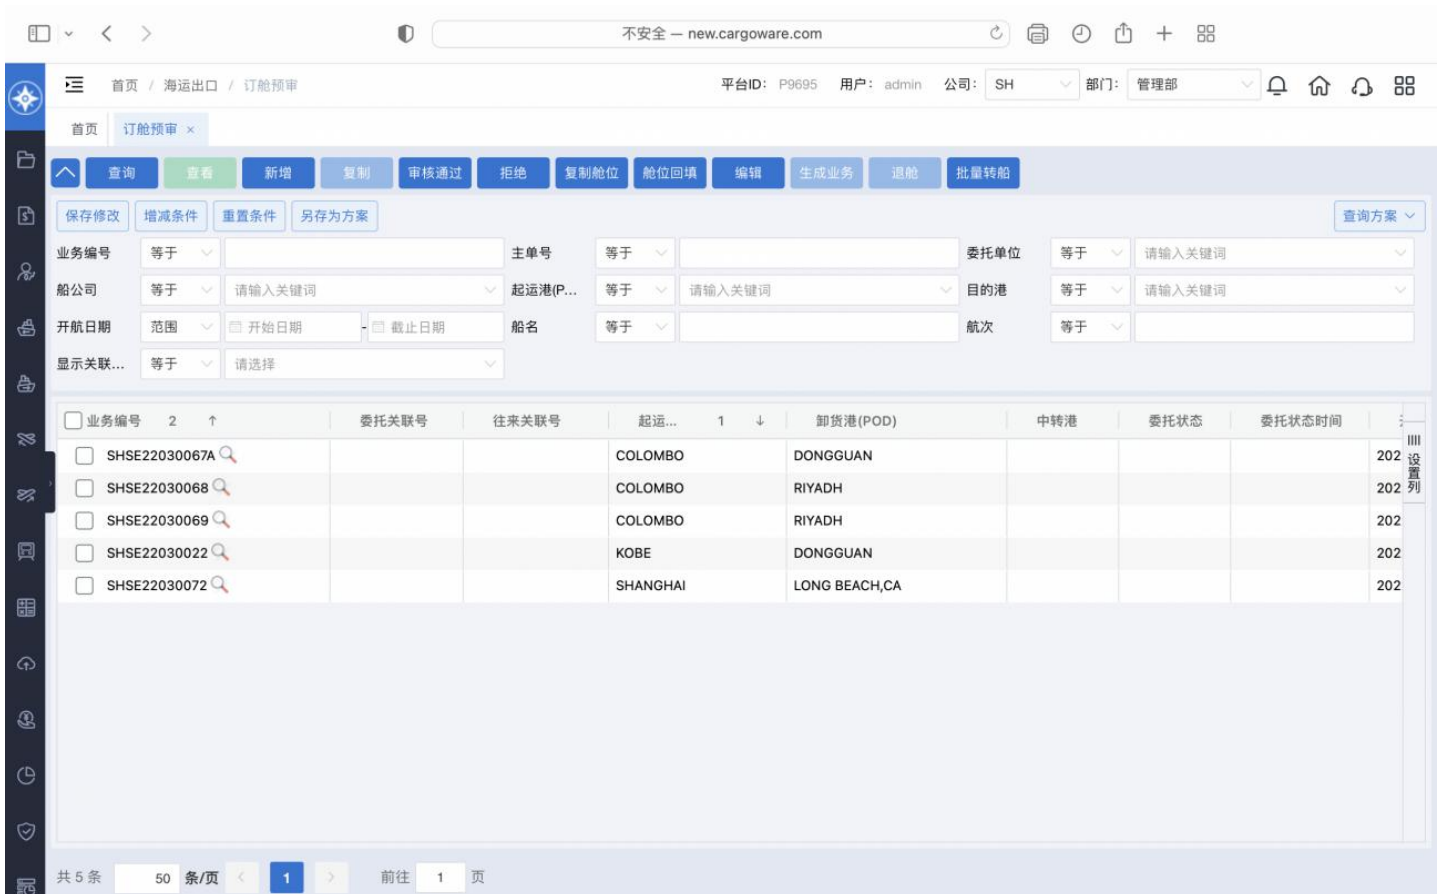 不安全 — new.cargoware.com
首页 / 海运出口 / 订舱预审 平台ID: P9695 用户: admin 公司: SH 部门: 管理部
首页 订舱预审 ×
查询 查看 新增 复制 审核通过 拒绝 复制舱位 舱位回填 编辑 生成业务 退舱 批量转船
保存修改 增减条件 重置条件 另存为方案 查询方案
业务编号 等于 主单号 等于 委托单位 等于 请输入关键词
船公司 等于 请输入关键词 起运港(P... 等于 请输入关键词 目的港 等于 请输入关键词
开航日期 范围 开始日期 - 截止日期 船名 等于 航次 等于
显示关联... 等于 请选择
业务编号 2 ↑ 委托关联号 往来关联号 起运... 1 ↓ 卸货港(POD) 中转港 委托状态 委托状态时间
设置列
SHSE22030067A COLOMBO DONGGUAN 202
SHSE22030068 COLOMBO RIYADH 202
SHSE22030069 COLOMBO RIYADH 202
SHSE22030022 KOBE DONGGUAN 202
SHSE22030072 SHANGHAI LONG BEACH,CA 202
共 5 条 50 条/页 < 1 > 前往 1 页